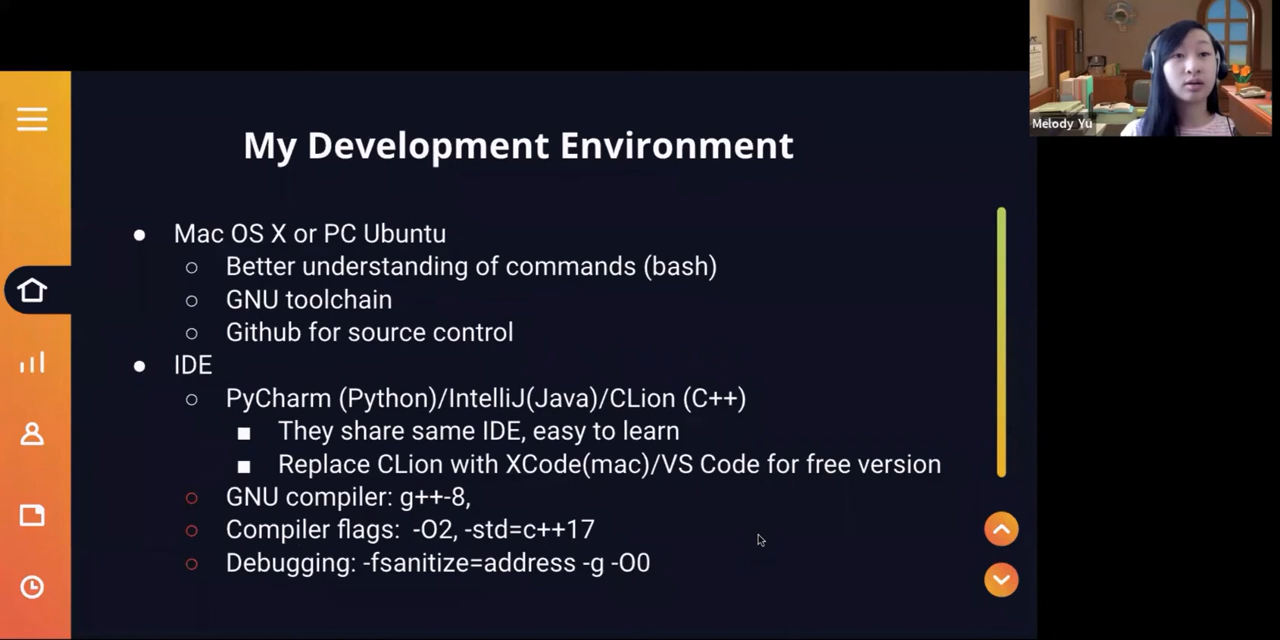 Melody Yu
My Development Environment
● Mac OS X or PC Ubuntu
○ Better understanding of commands (bash)
○ GNU toolchain
○ Github for source control
● IDE
○ PyCharm (Python)/IntelliJ(Java)/CLion (C++)
■ They share same IDE, easy to learn
■ Replace CLion with XCode(mac)/VS Code for free version
○ GNU compiler: g++-8,
○ Compiler flags: -O2, -std=c++17
○ Debugging: -fsanitize=address -g -O0